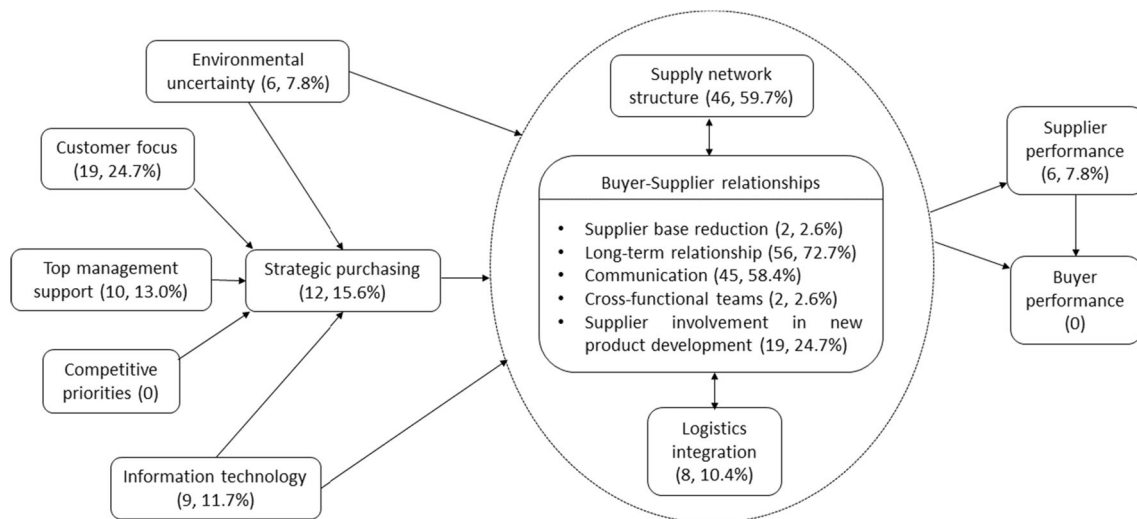 Environmental
uncertainty (6, 7.8%)
Customer focus
(19, 24.7%)
Top management
support (10, 13.0%)
Competitive
priorities (0)
Information technology
(9, 11.7%)
Strategic purchasing
(12, 15.6%)
Supply network
structure (46, 59.7%)
Buyer-Supplier relationships
• Supplier base reduction (2, 2.6%)
• Long-term relationship (56, 72.7%)
• Communication (45, 58.4%)
• Cross-functional teams (2, 2.6%)
• Supplier involvement in new
product development (19, 24.7%)
Logistics
integration
(8, 10.4%)
Supplier
performance
(6, 7.8%)
Buyer
performance
(0)